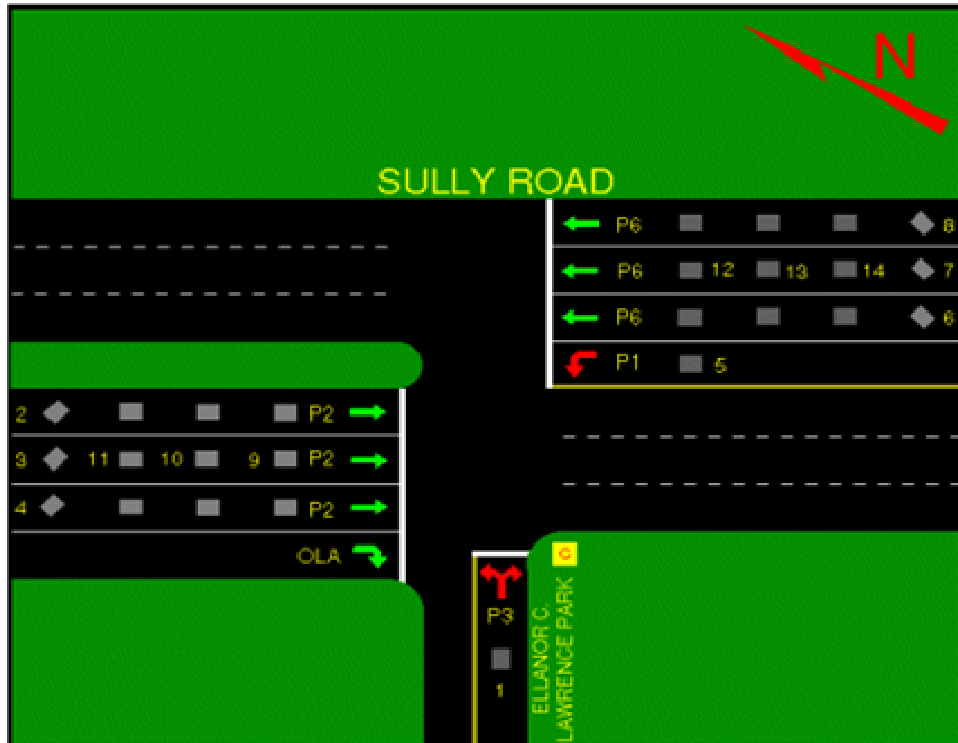 N
SULLY ROAD
P6 8
P6 12 13 14 7
P6 6
P1 5
2 P2
3 11 10 9 P2
4 P2
OLA
C
P3
1
ELLANOR C.
LAWRENCE PARK